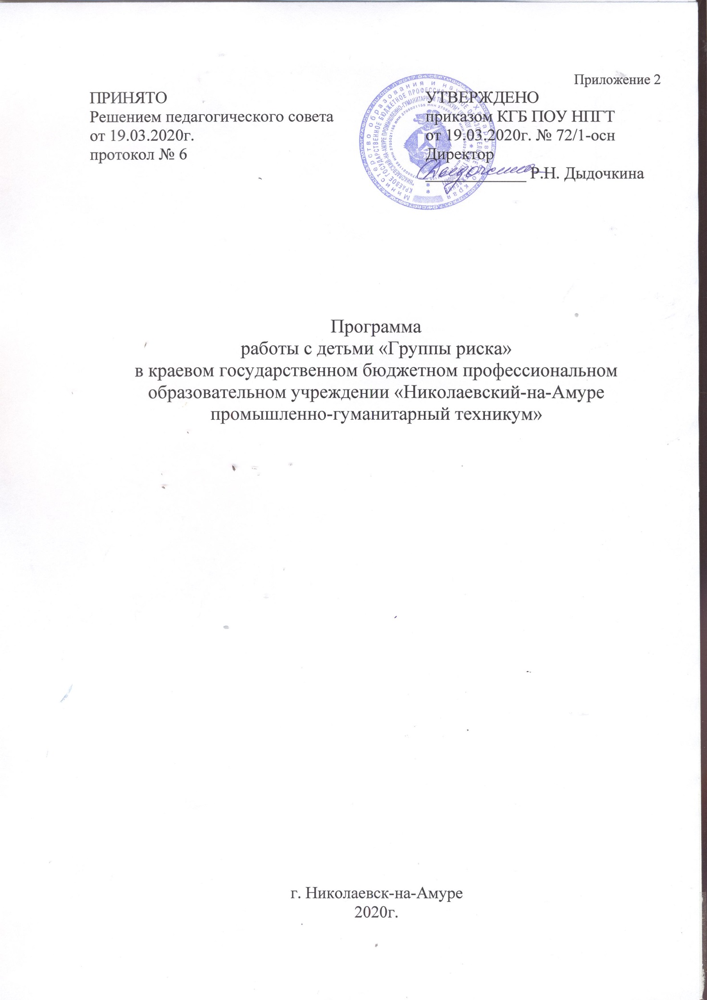 Приложение 2
ПРИНЯТО
Решением педагогического совета
от 19.03.2020г.
протокол № 6
УТВЕРЖДЕНО
приказом КГБ ПОУ НПГТ
от 19.03.2020г. № 72/1-осн
Директор
Р.Н. Дыдочкина
Программа
работы с детьми «Группы риска»
в краевом государственном бюджетном профессиональном
образовательном учреждении «Николаевский-на-Амуре
промышленно-гуманитарный техникум»
г. Николаевск-на-Амуре
2020г.